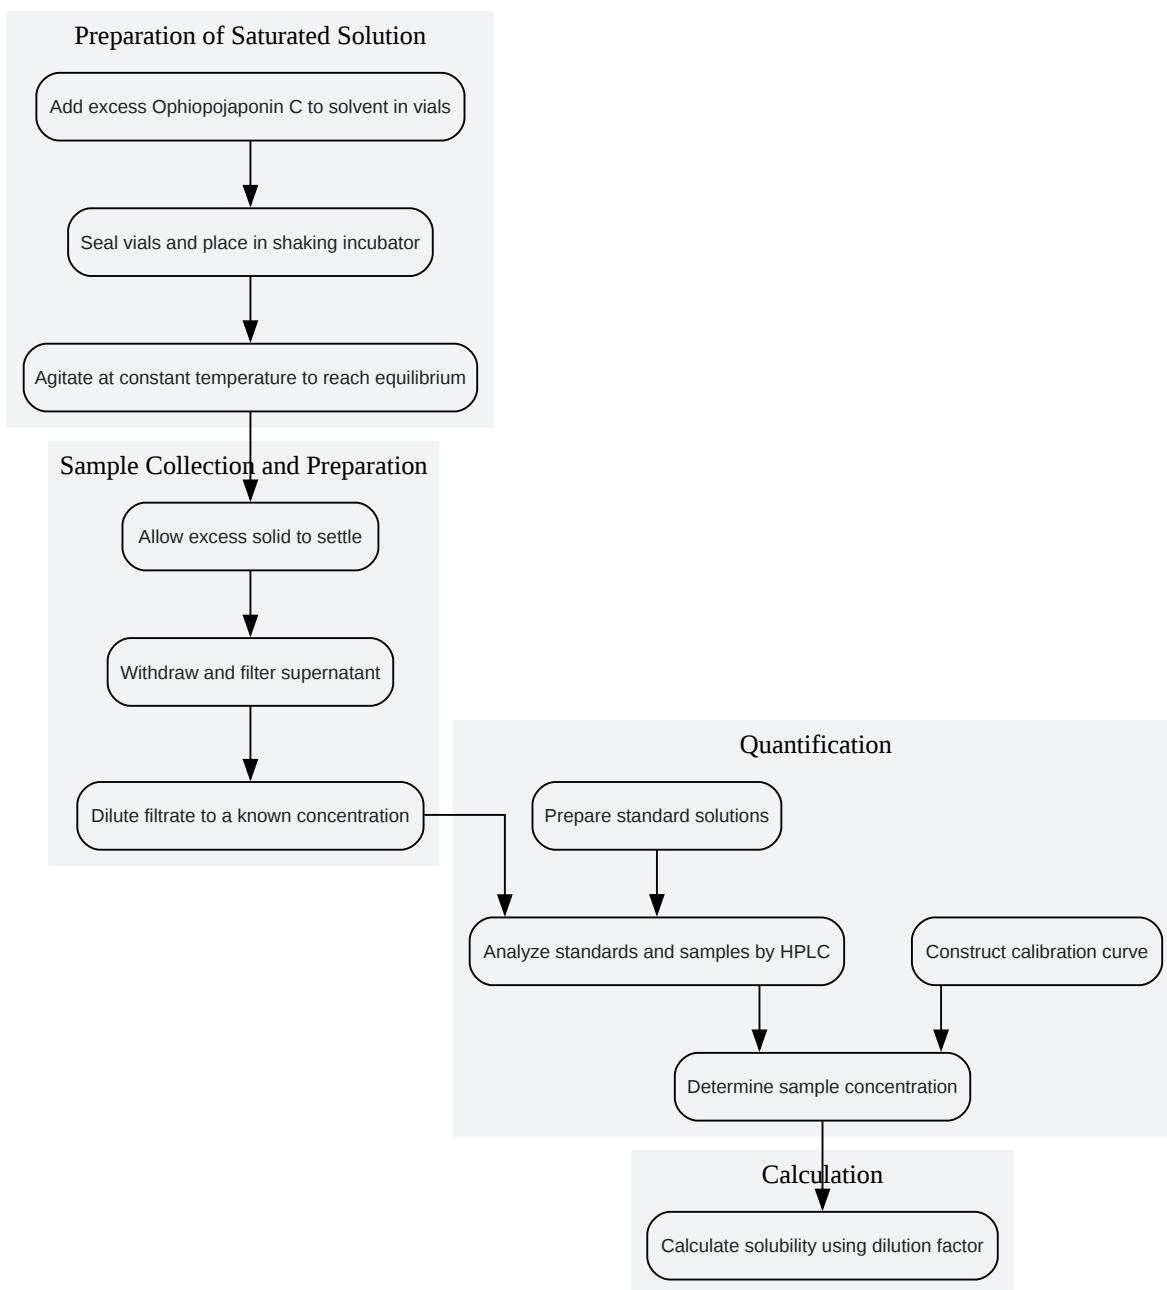 Preparation of Saturated Solution
Add excess Ophiopojaponin C to solvent in vials
Seal vials and place in shaking incubator
Agitate at constant temperature to reach equilibrium
Sample Collection and Preparation
Allow excess solid to settle
Withdraw and filter supernatant
Dilute filtrate to a known concentration
Quantification
Prepare standard solutions
Analyze standards and samples by HPLC
Construct calibration curve
Determine sample concentration
Calculation
Calculate solubility using dilution factor